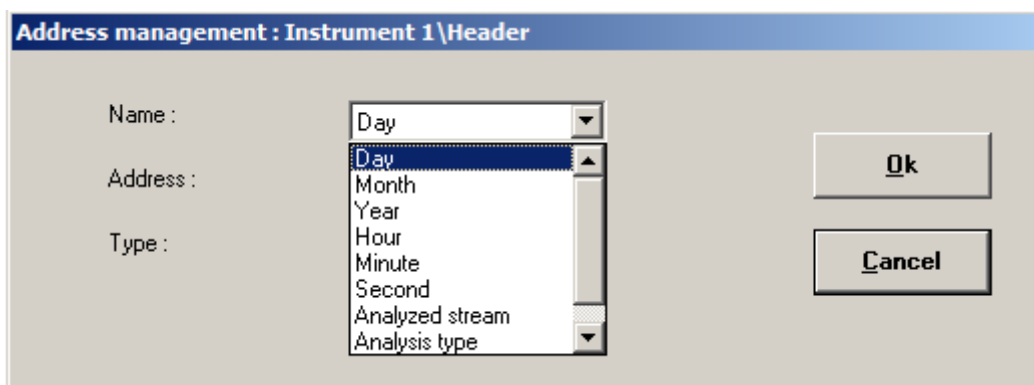 Address management : Instrument 1\Header
Name :
Day
Day
Month
Year
Hour
Minute
Second
Analyzed stream
Analysis type
Address :
Type :
Ok
Cancel